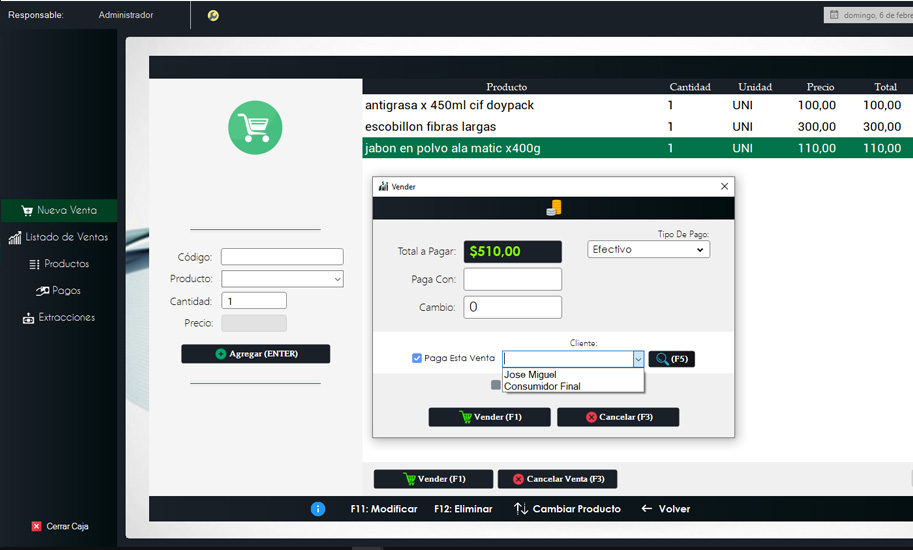 Responsable: Administrador domingo, 6 de febre
Producto Cantidad Unidad Precio Total
antigrasa x 450ml cif doypack 1 UNI 100,00 100,00
escobillon fibras largas 1 UNI 300,00 300,00
jabon en polvo ala matic x400g 1 UNI 110,00 110,00
Nueva Venta
Listado de Ventas
Productos
Pagos
Extracciones
Cerrar Caja
Código:
Producto:
Cantidad: 1
Precio:
Agregar (ENTER)
Vender
Tipo De Pago:
Total a Pagar: $510,00 Efectivo
Paga Con:
Cambio: 0
Cliente:
Paga Esta Venta (F5)
Jose Miguel
Consumidor Final
Vender (F1) Cancelar (F3)
Vender (F1) Cancelar Venta (F3)
F11: Modificar F12: Eliminar Cambiar Producto Volver